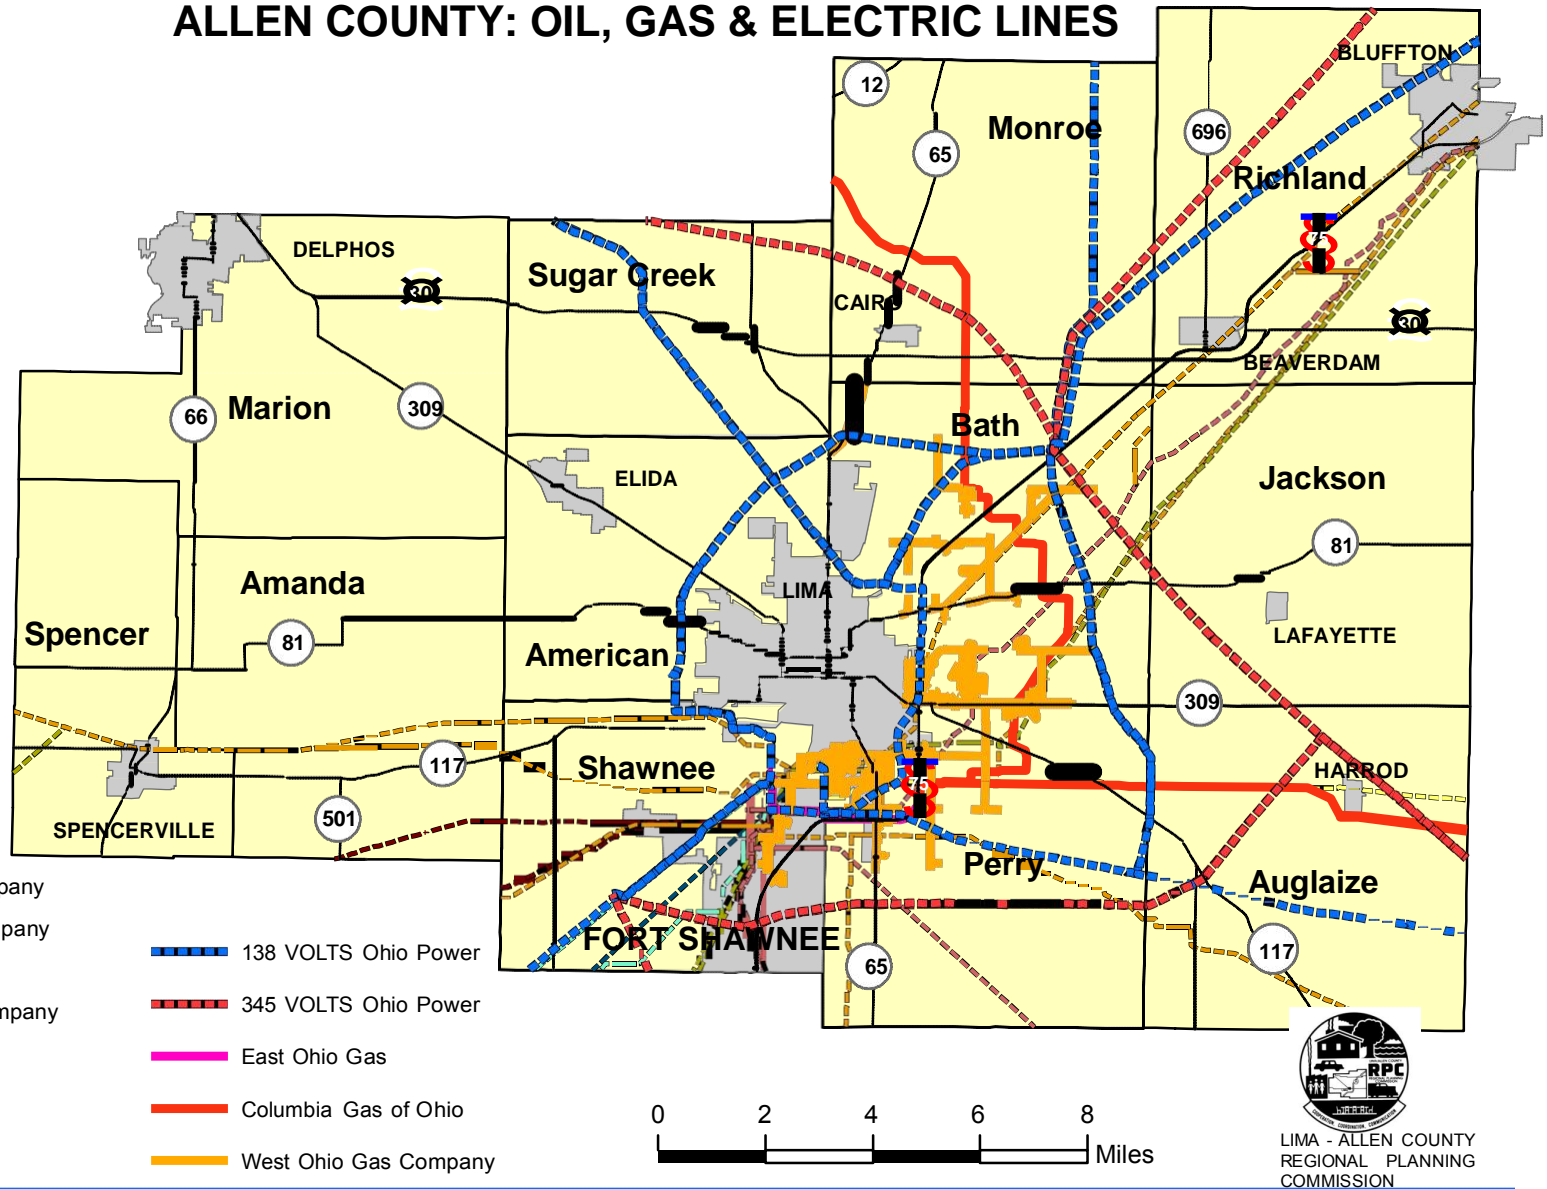 ALLEN COUNTY: OIL, GAS & ELECTRIC LINES
BLUFFTON
12
Monroe
696
65
Richland
DELPHOS
75
Sugar Creek
30
CAIRO
30
BEAVERDAM
66
Marion
309
Bath
ELIDA
Jackson
81
Amanda
LIMA
Spencer
81
American
LAFAYETTE
309
117
Shawnee
75
HARROD
SPENCERVILLE
501
Perry
Auglaize
pany
FORT SHAWNEE
npany
138 VOLTS Ohio Power
117
65
345 VOLTS Ohio Power
mpany
East Ohio Gas
RPC
Columbia Gas of Ohio
0 2 4 6 8
Miles
West Ohio Gas Company
LIMA - ALLEN COUNTY
REGIONAL PLANNING
COMMISSION